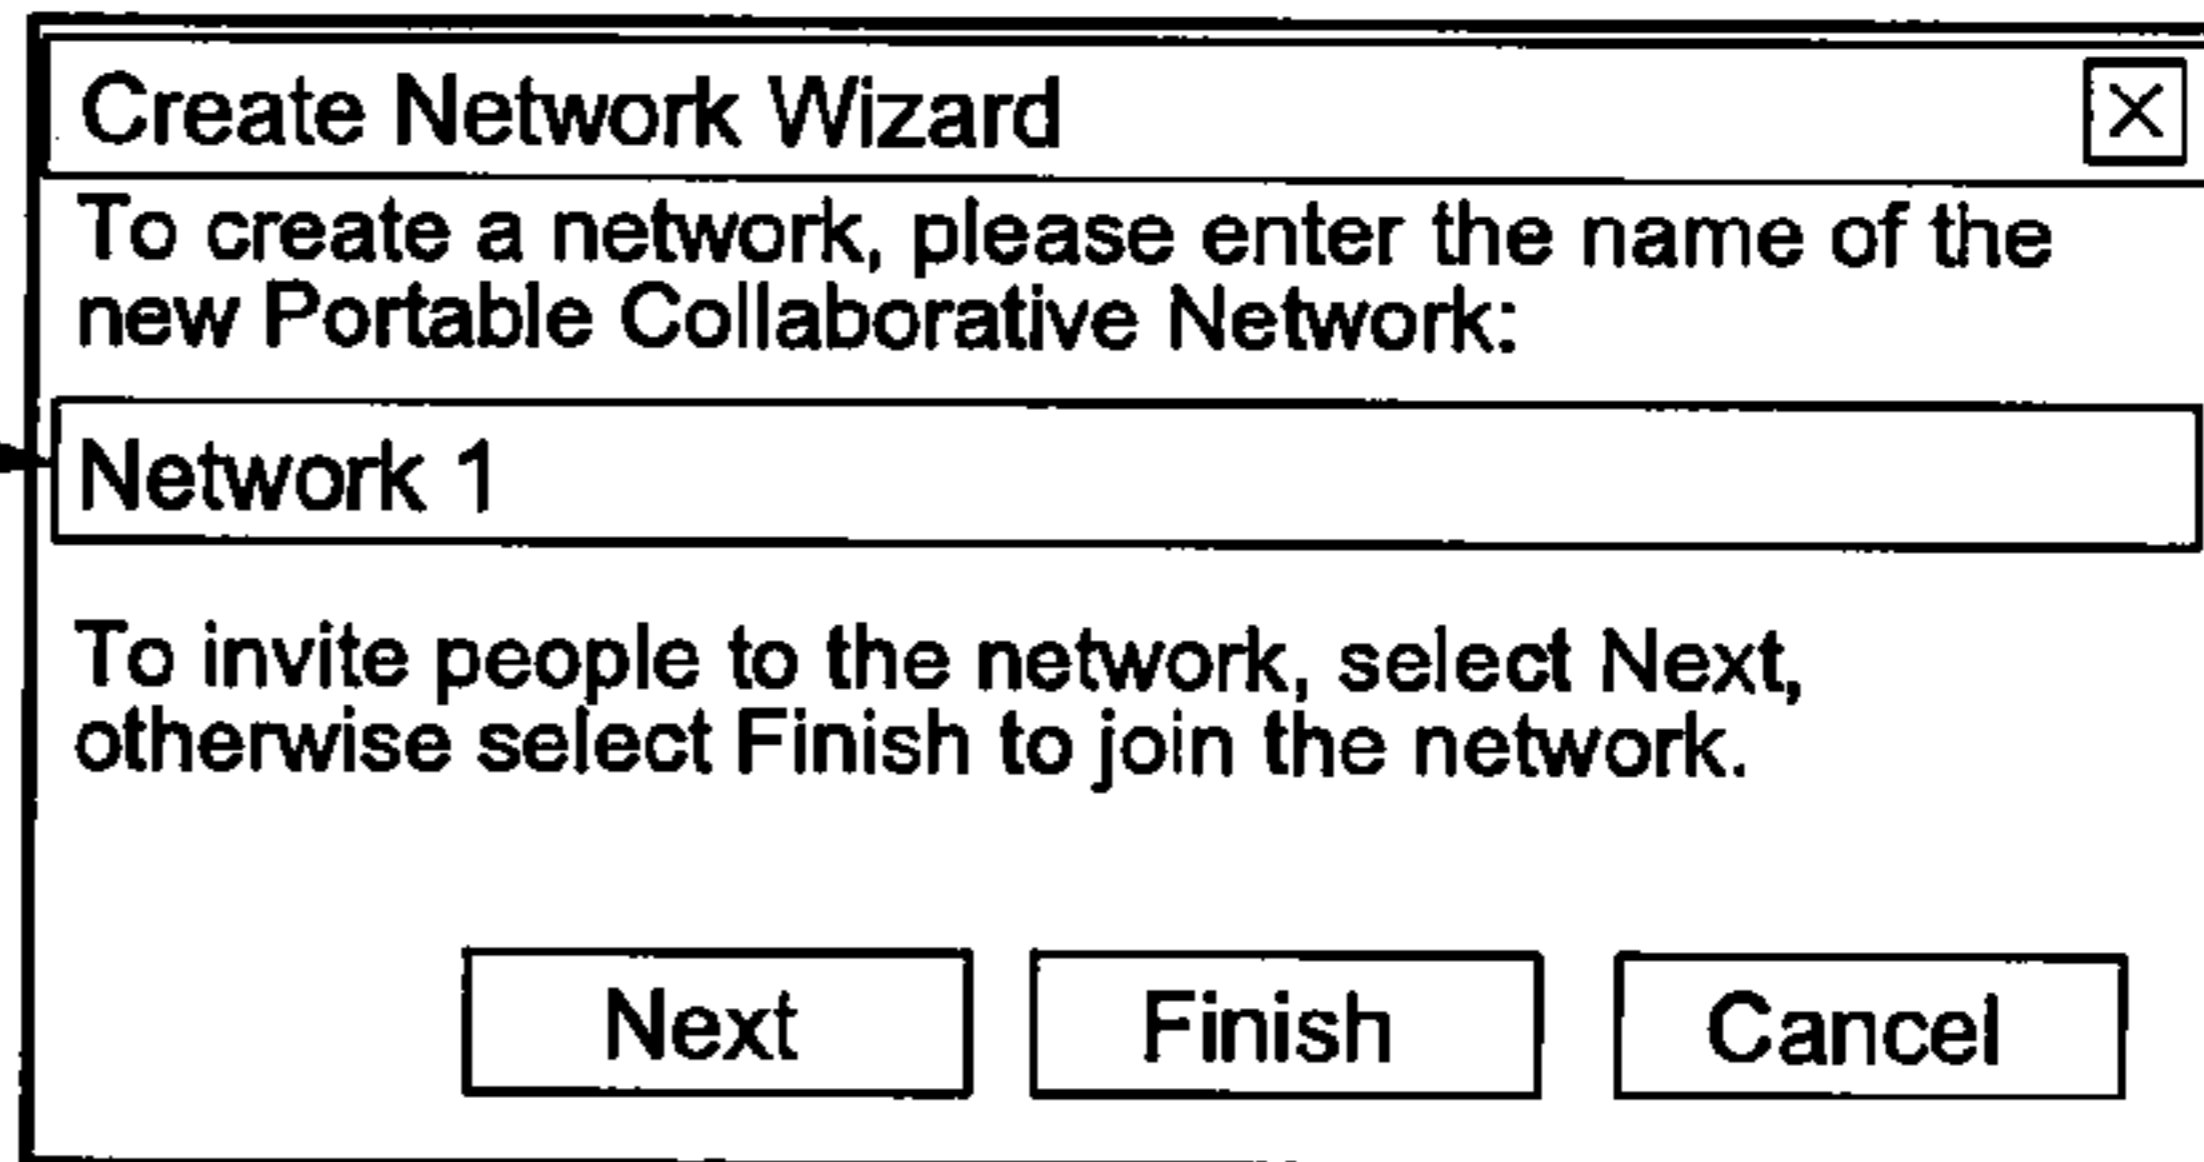 Create Network Wizard
To create a network, please enter the name of the
new Portable Collaborative Network:
Network 1
To invite people to the network, select Next,
otherwise select Finish to join the network.
Next Finish Cancel